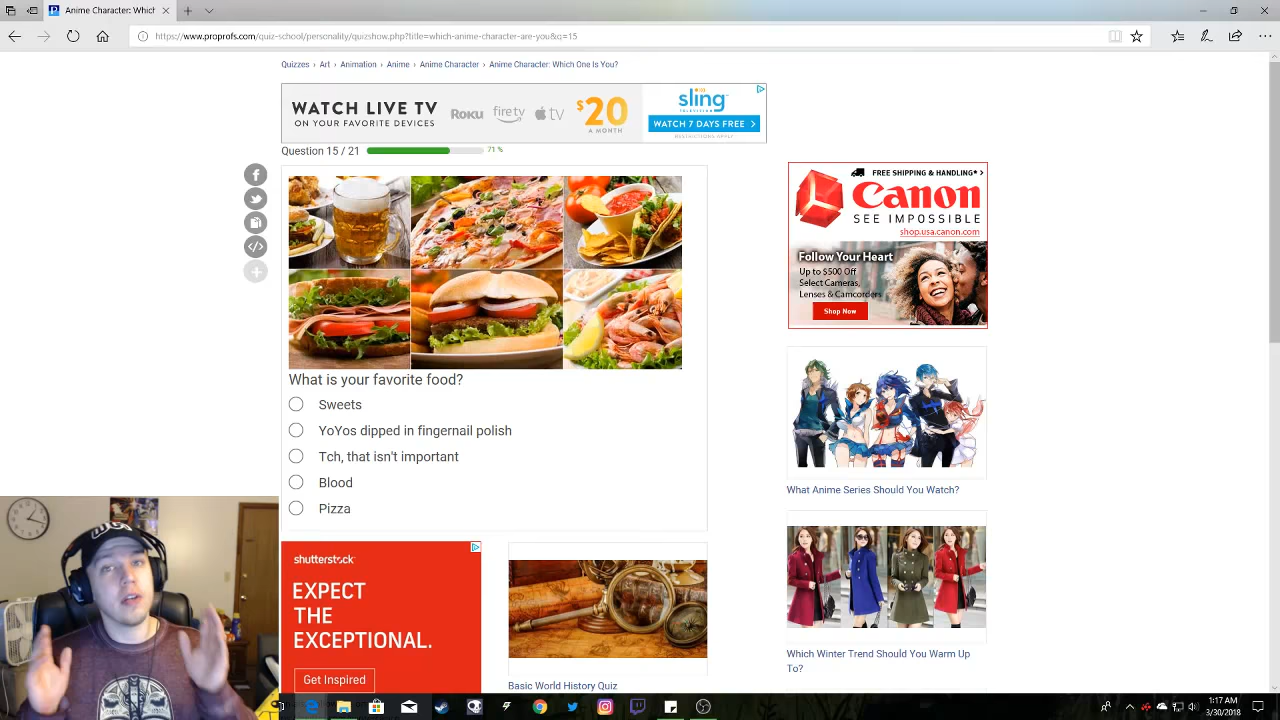 Anime Character
https://www.proprofs.com/quiz-school/personality/quizshow.php?title=which-anime-character-are-you&q=15
Quizzes › Art › Animation › Anime › Anime Character › Anime Character: Which One Is You?
WATCH LIVE TV
ON YOUR FAVORITE DEVICES
Roku fire tv tv
$20
A MONTH
sling
TELEVISION
WATCH 7 DAYS FREE >
RESTRICTIONS APPLY
Question 15 / 21
71 %
FREE SHIPPING & HANDLING* >
Canon
SEE IMPOSSIBLE
shop.usa.canon.com
Follow Your Heart
Up to $500 Off
Select Cameras,
Lenses & Camcorders
Shop Now
What is your favorite food?
Sweets
YoYos dipped in fingernail polish
Tch, that isn't important
Blood
Pizza
What Anime Series Should You Watch?
shutterstock
EXPECT
THE
EXCEPTIONAL.
Get Inspired
Basic World History Quiz
Which Winter Trend Should You Warm Up
To?
1:17 AM
3/30/2018